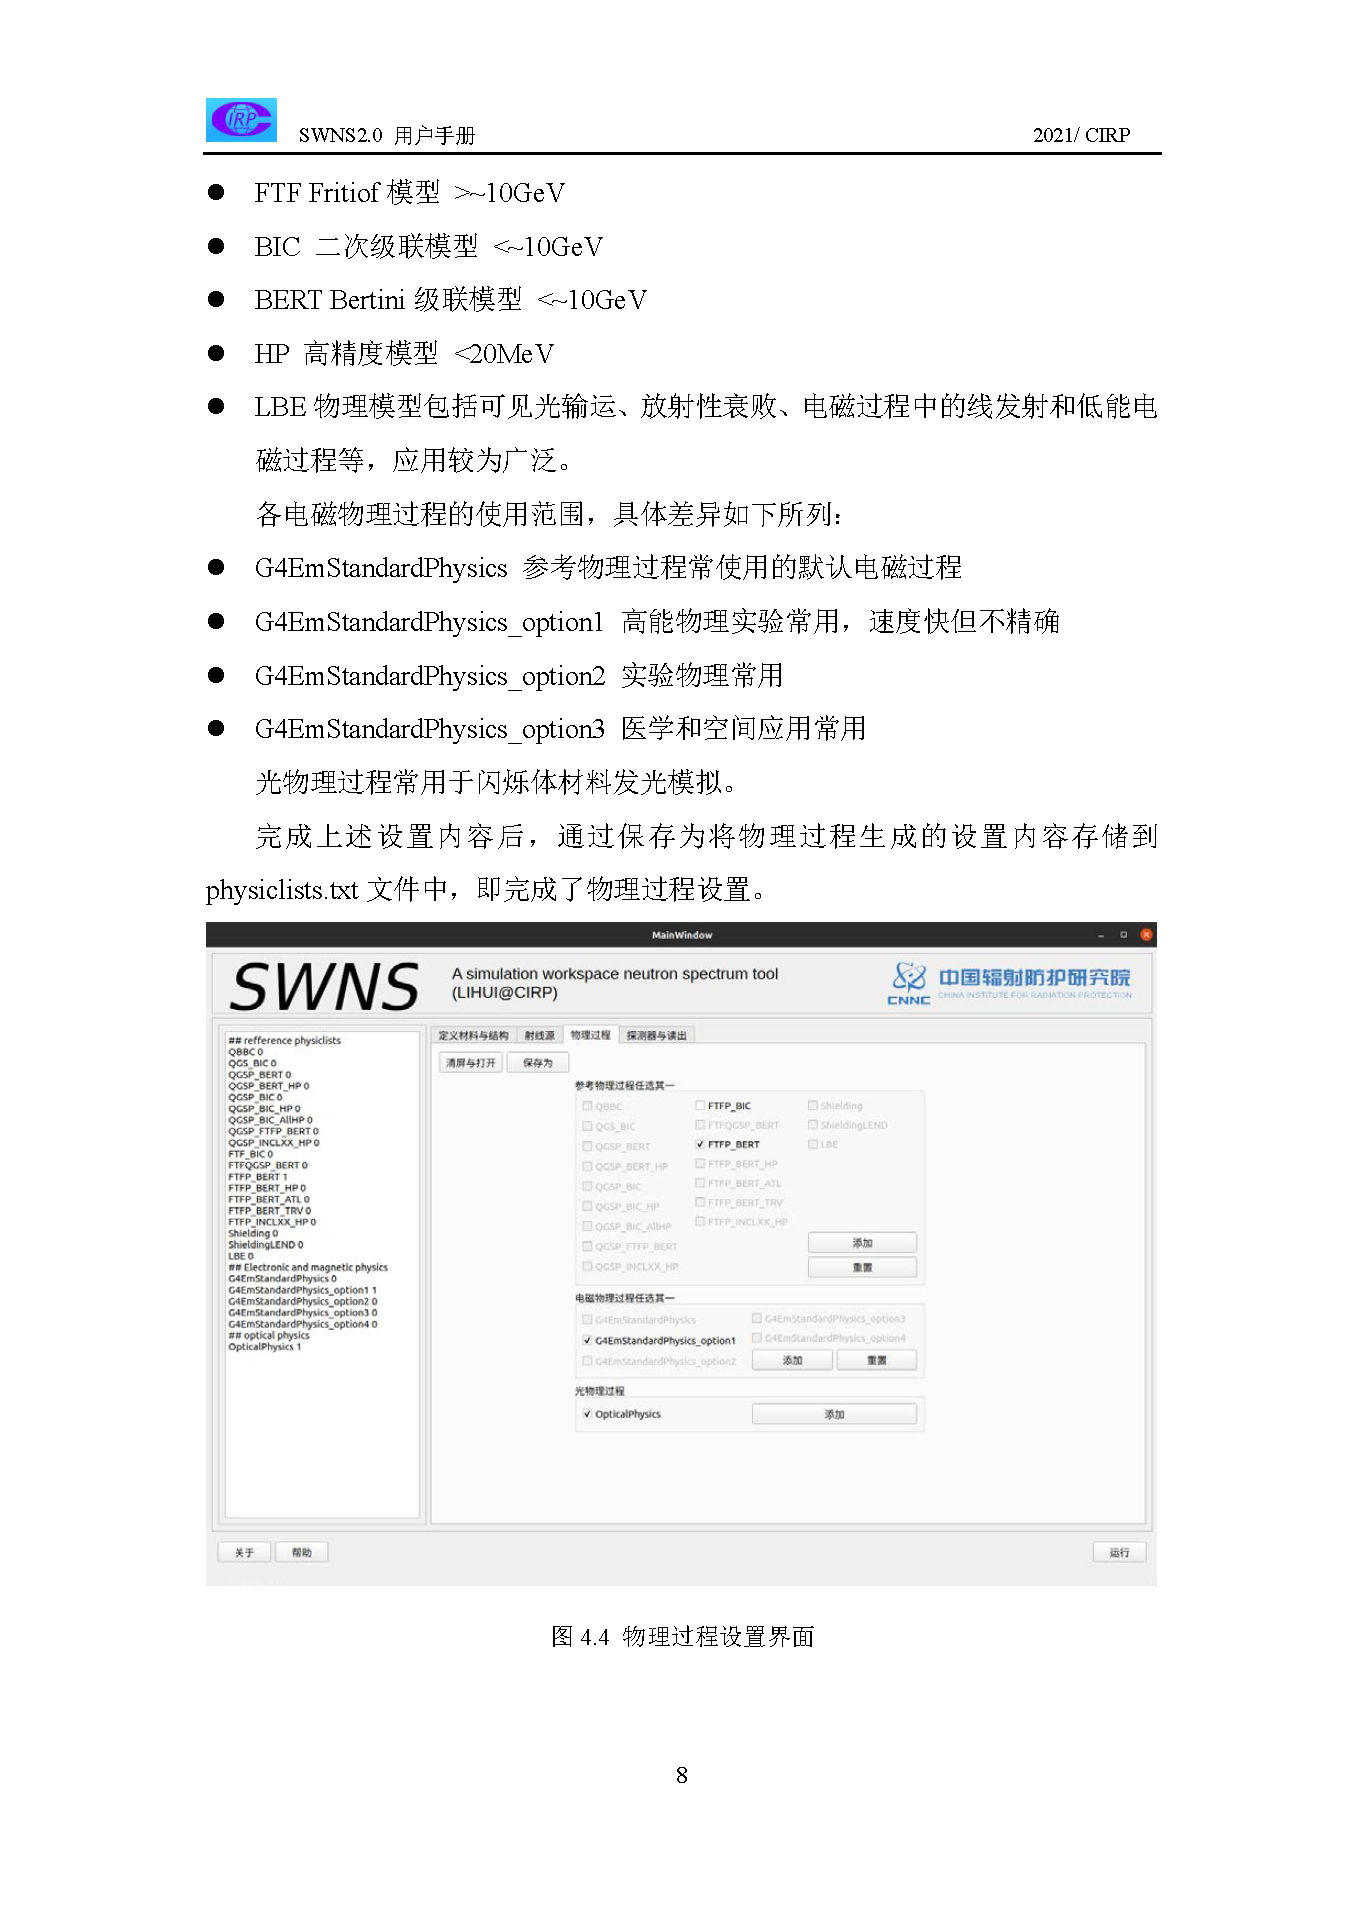 IRP
SWNS2.0 用户手册 2021/ CIRP
● FTF Fritiof 模型 >~10GeV
● BIC 二次级联模型 <~10GeV
● BERT Bertini 级联模型 <~10GeV
● HP 高精度模型 <20MeV
● LBE 物理模型包括可见光输运、放射性衰败、电磁过程中的线发射和低能电
磁过程等，应用较为广泛。
各电磁物理过程的使用范围，具体差异如下所列：
● G4EmStandardPhysics 参考物理过程常使用的默认电磁过程
● G4EmStandardPhysics_option1 高能物理实验常用，速度快但不精确
● G4EmStandardPhysics_option2 实验物理常用
● G4EmStandardPhysics_option3 医学和空间应用常用
光物理过程常用于闪烁体材料发光模拟。
完成上述设置内容后，通过保存为将物理过程生成的设置内容存储到
physiclists.txt 文件中，即完成了物理过程设置。
MainWindow
SWNS
A simulation workspace neutron spectrum tool
(LIHUI@CIRP)
CNNC
中国辐射防护研究院
CHINA INSTITUTE FOR RADIATION PROTECTION
## refference physiclists
QBBC 0
QGS_BIC 0
QGSP_BERT 0
QGSP_BERT_HP 0
QGSP_BIC 0
QGSP_BIC_HP 0
QGSP_BIC_AllHP 0
QGSP_FTFP_BERT 0
QGSP_INCLXX_HP 0
FTF_BIC 0
FTFQGSP_BERT 0
FTFP_BERT 1
FTFP_BERT_HP 0
FTFP_BERT_ATL 0
FTFP_BERT_TRV 0
FTFP_INCLXX_HP 0
Shielding 0
ShieldingLEND 0
LBE 0
## Electronic and magnetic physics
G4EmStandardPhysics 0
G4EmStandardPhysics_option1 1
G4EmStandardPhysics_option2 0
G4EmStandardPhysics_option3 0
G4EmStandardPhysics_option4 0
## optical physics
OpticalPhysics 1
定义材料与结构 射线源 物理过程 探测器与读出
清屏与打开 保存为
参考物理过程任选其一
QBBC FTFP_BIC Shielding
QGS_BIC FTFQGSP_BERT ShieldingLEND
QGSP_BERT FTFP_BERT LBE
QGSP_BERT_HP FTFP_BERT_HP
QGSP_BIC FTFP_BERT_ATL
QGSP_BIC_HP FTFP_BERT_TRV
QGSP_BIC_AllHP FTFP_INCLXX_HP
QGSP_FTFP_BERT 添加
QGSP_INCLXX_HP 重置
电磁物理过程任选其一
G4EmStandardPhysics G4EmStandardPhysics_option3
G4EmStandardPhysics_option1 G4EmStandardPhysics_option4
G4EmStandardPhysics_option2 添加 重置
光物理过程
OpticalPhysics 添加
关于 帮助 运行
图 4.4 物理过程设置界面
8